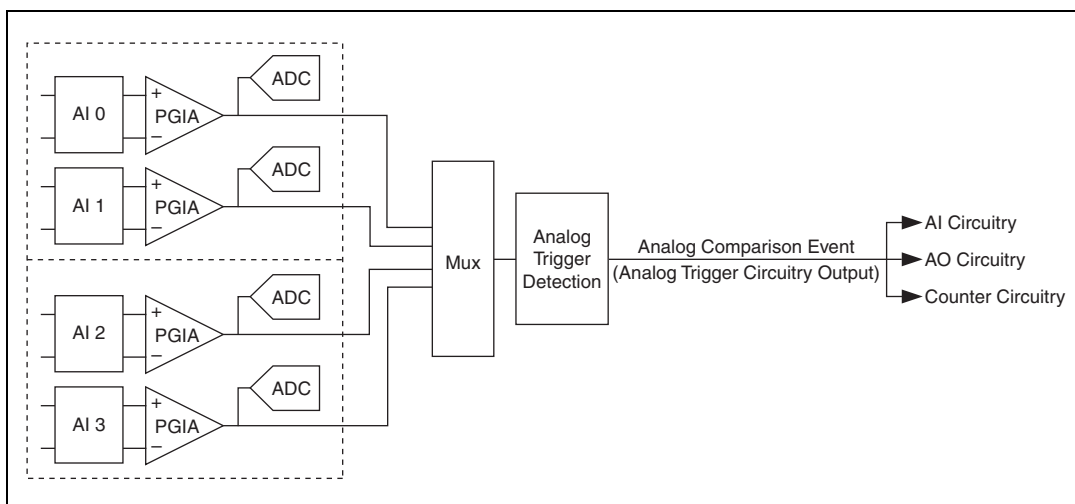 ADC
AI 0
+
PGIA
−
ADC
AI 1
+
PGIA
−
ADC
AI 2
+
PGIA
−
ADC
AI 3
+
PGIA
−
Mux
Analog
Trigger
Detection
Analog Comparison Event
(Analog Trigger Circuitry Output)
AI Circuitry
AO Circuitry
Counter Circuitry